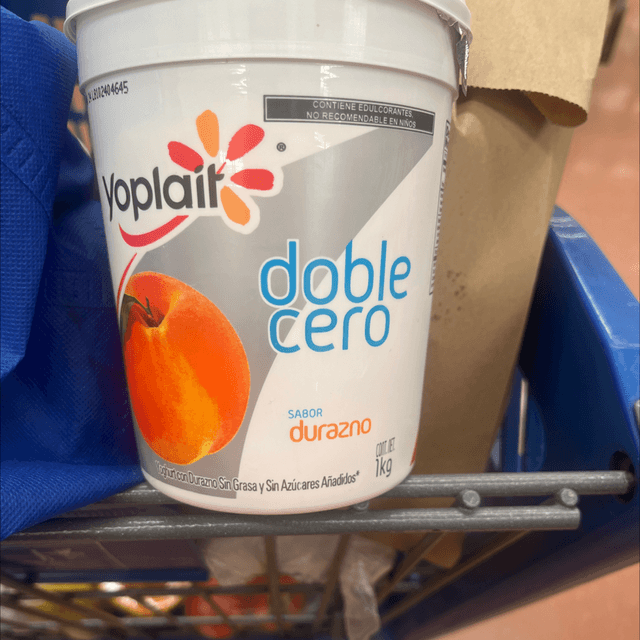 CONTIENE EDULCORANTES,
NO RECOMENDABLE EN NIÑOS
Yoplait®
doble
cero
SABOR
durazno
CONT. NET.
1kg
Yoghurt con Durazno Sin Grasa y Sin Azúcares Añadidos*